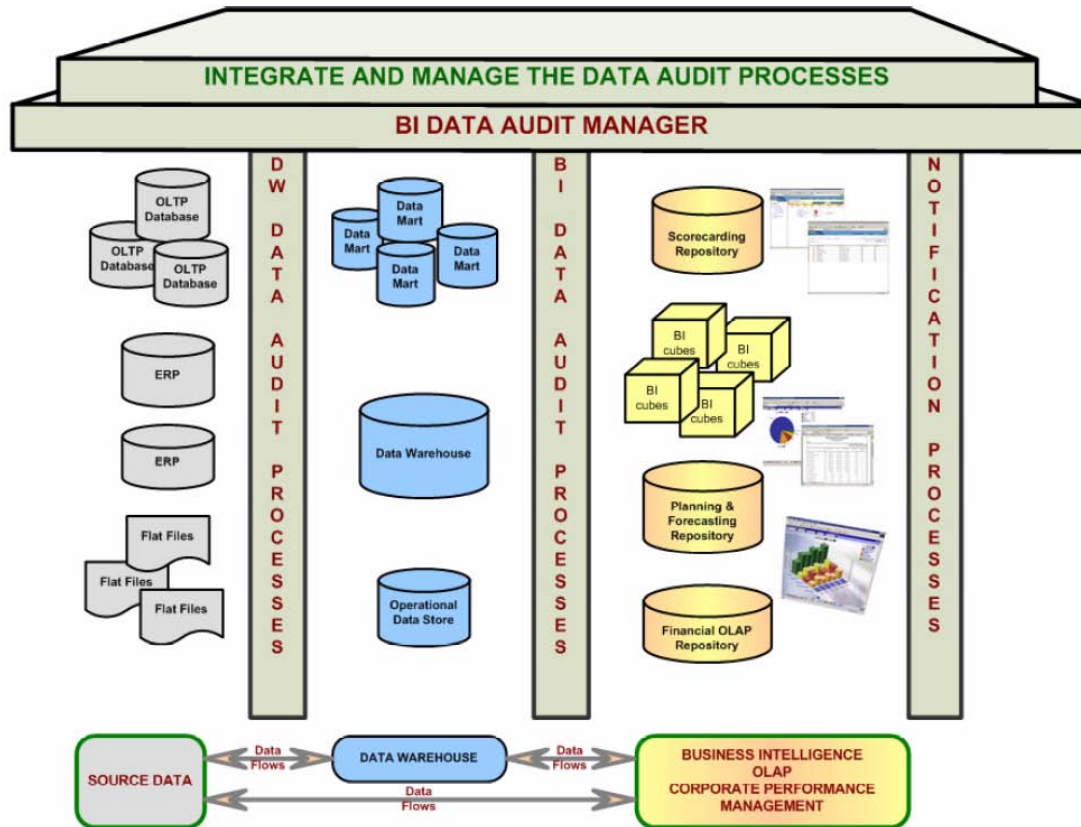 INTEGRATE AND MANAGE THE DATA AUDIT PROCESSES
BI DATA AUDIT MANAGER
OLTP
Database
OLTP
Database
OLTP
Database
ERP
ERP
Flat Files
Flat Files
Flat Files
DW DATA AUDIT PROCESSES
Data
Mart
Data
Mart
Data
Mart
Data
Mart
Data Warehouse
Operational
Data Store
BI DATA AUDIT PROCESSES
Scorecarding
Repository
BI
cubes
BI
cubes
BI
cubes
BI
cubes
Planning &
Forecasting
Repository
Financial OLAP
Repository
NOTIFICATION PROCESSES
SOURCE DATA
Data
Flows
DATA WAREHOUSE
Data
Flows
Data
Flows
BUSINESS INTELLIGENCE
OLAP
CORPORATE PERFORMANCE
MANAGEMENT